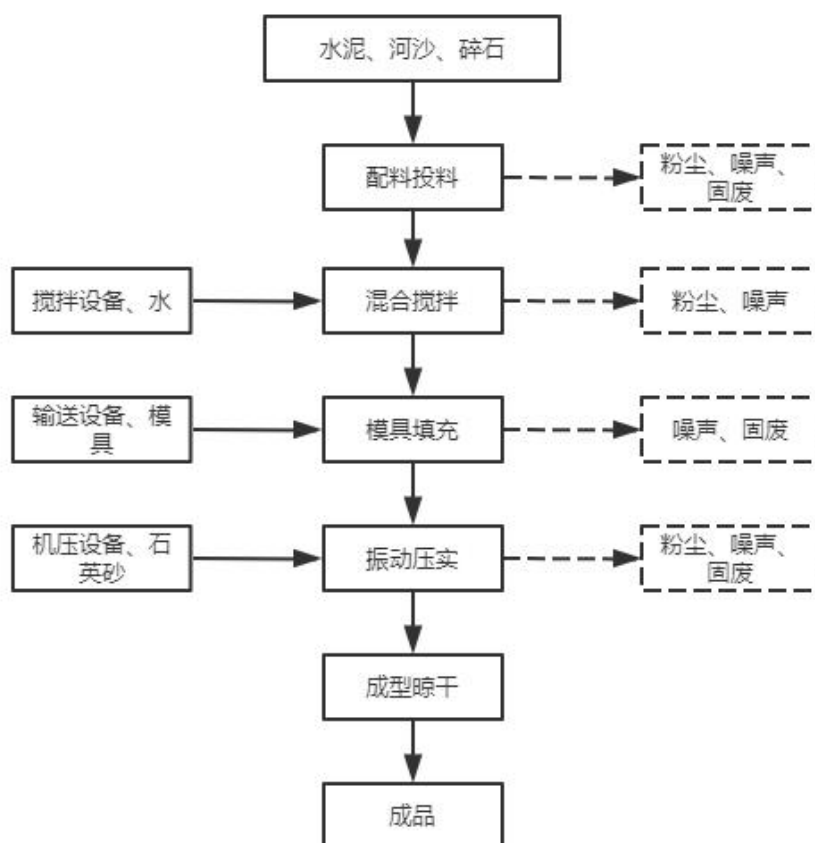 水泥、河沙、碎石
配料投料
粉尘、噪声、
固废
搅拌设备、水
混合搅拌
粉尘、噪声
输送设备、模
具
模具填充
噪声、固废
机压设备、石
英砂
振动压实
粉尘、噪声、
固废
成型晾干
成品